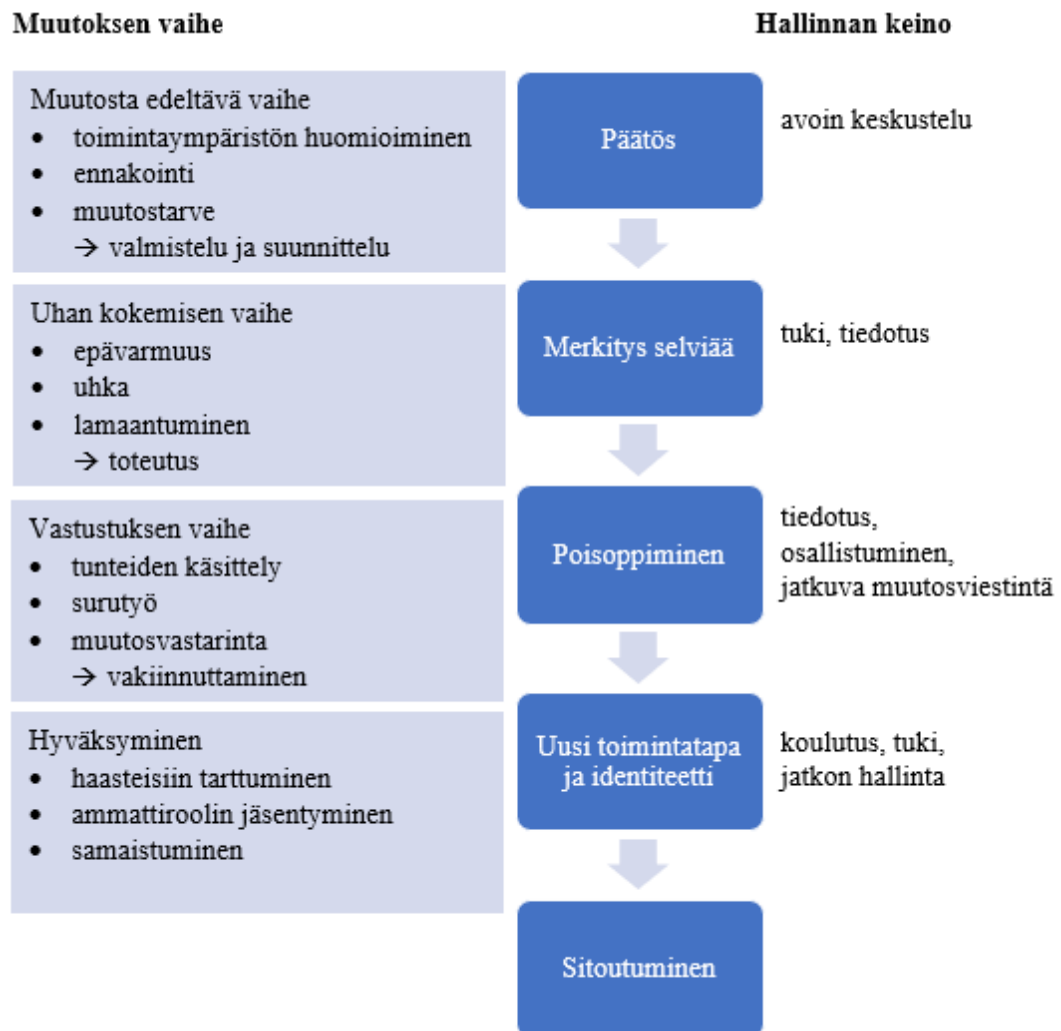 Muutoksen vaihe
Hallinnan keino
Muutosta edeltävä vaihe
• toimintaympäristön huomioiminen
• ennakointi
• muutostarve
→ valmistelu ja suunnittelu
Päätös
avoin keskustelu
Uhan kokemisen vaihe
• epävarmuus
• uhka
• lamaantuminen
→ toteutus
Merkitys selviää
tuki, tiedotus
Vastustuksen vaihe
• tunteiden käsittely
• surutyö
• muutosvastarinta
→ vakiinnuttaminen
Poisoppiminen
tiedotus,
osallistuminen,
jatkuva muutosviestintä
Hyväksyminen
• haasteisiin tarttuminen
• ammattiroolin jäsentyminen
• samaistuminen
Uusi toimintatapa
ja identiteetti
koulutus, tuki,
jatkon hallinta
Sitoutuminen